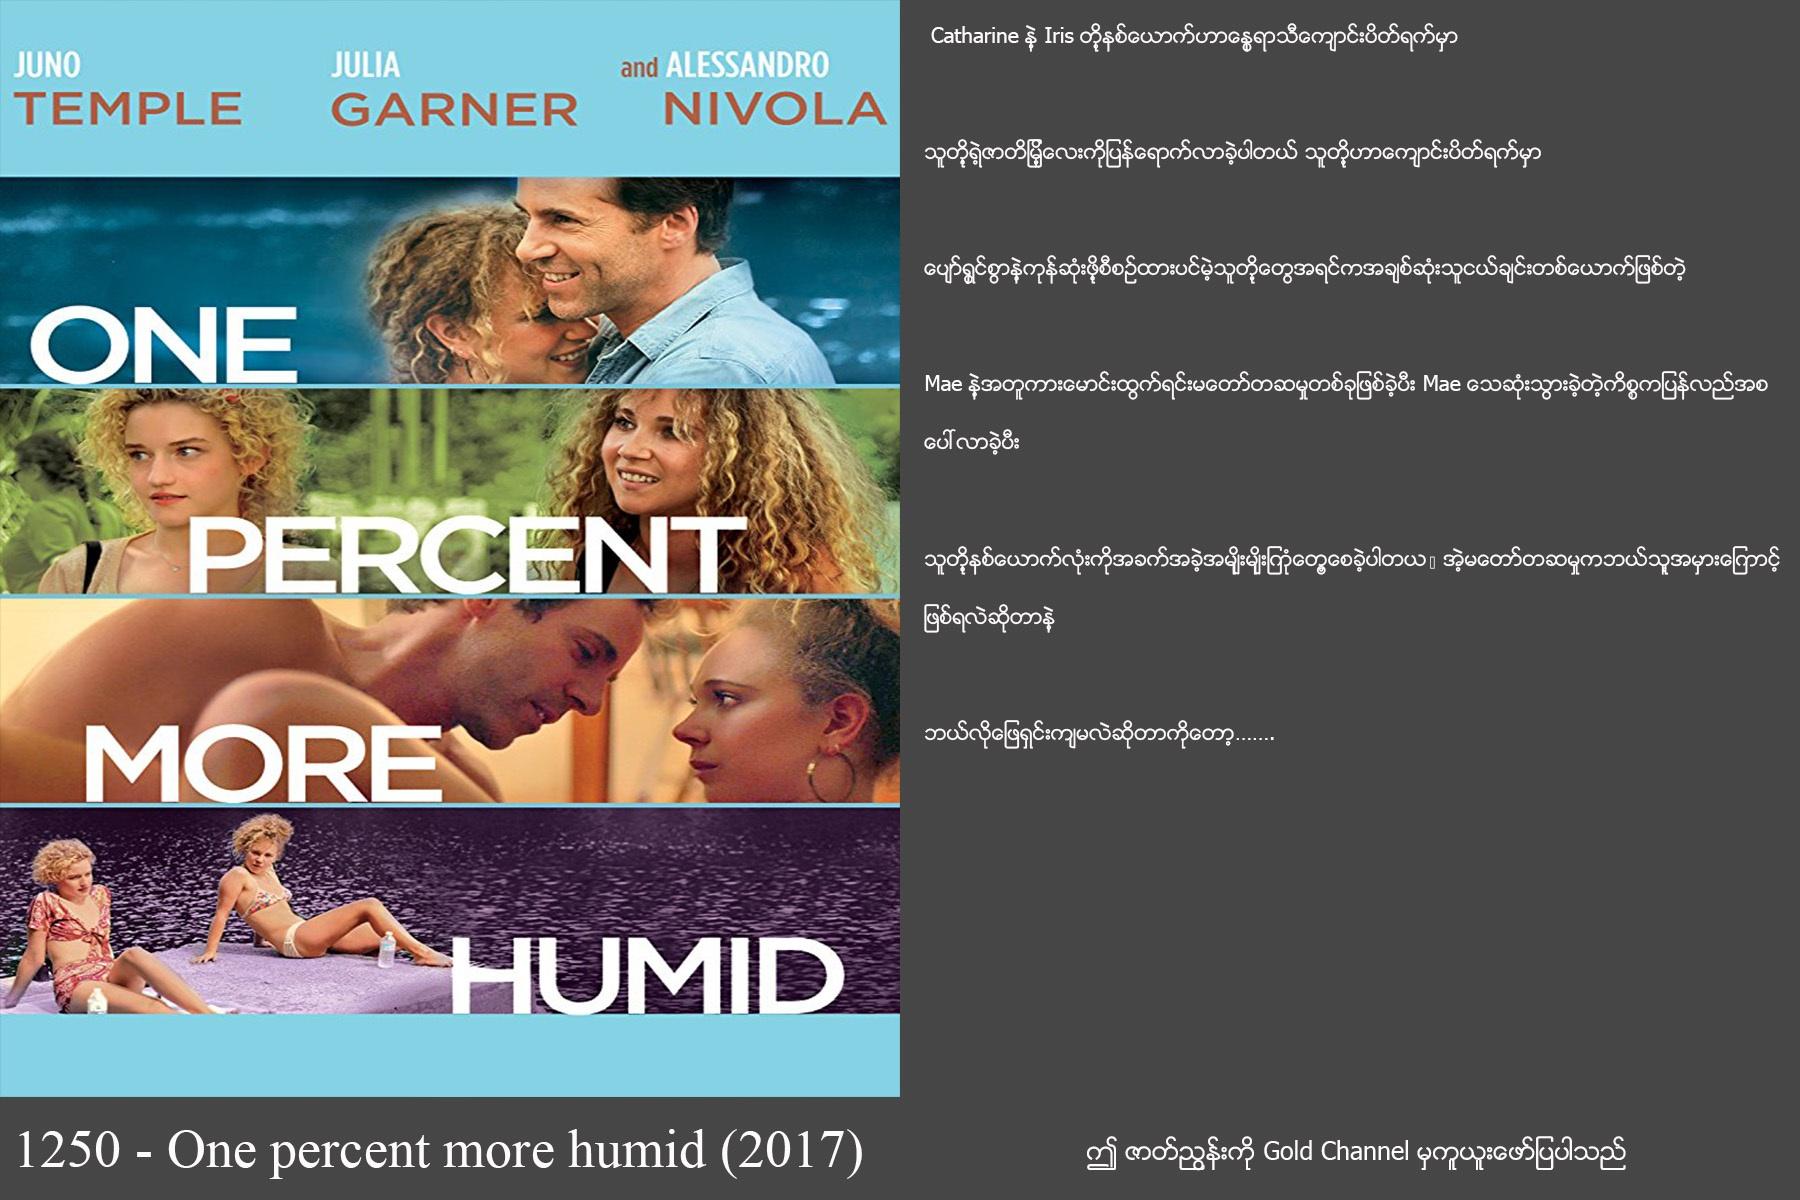 JUNO JULIA and ALESSANDRO
TEMPLE GARNER NIVOLA
ONE
PERCENT
MORE
HUMID
1250 - One percent more humid (2017)
Catharine နဲ့ Iris တို့နှစ်ယောက်ဟာနွေရာသီကျောင်းပိတ်ရက်မှာ
သူတို့ရဲ့ဇာတိမြို့လေးကိုပြန်ရောက်လာခဲ့ပါတယ် သူတို့ဟာကျောင်းပိတ်ရက်မှာ
ပျော်ရွှင်စွာနဲ့ကုန်ဆုံးဖို့စီစဉ်ထားပင်မဲ့သူတို့တွေအရင်ကအချစ်ဆုံးသူငယ်ချင်းတစ်ယောက်ဖြစ်တဲ့
Mae နဲ့အတူကားမောင်းထွက်ရင်းမတော်တဆမှုတစ်ခုဖြစ်ခဲ့ပီး Mae သေဆုံးသွားခဲ့တဲ့ကိစ္စကပြန်လည်အစ
ပေါ်လာခဲ့ပီး
သူတို့နှစ်ယောက်လုံးကိုအခက်အခဲ့အမျိုးမျိုးကြုံတွေ့စေခဲ့ပါတယ အဲ့မတော်တဆမှုကဘယ်သူအမှားကြောင့်
ဖြစ်ရလဲဆိုတာနဲ့
ဘယ်လိုဖြေရှင်းကျမလဲဆိုတာကိုတော့.......
ဤ ဇာတ်ညွှန်းကို Gold Channel မှကူယူးဖော်ပြပါသည်